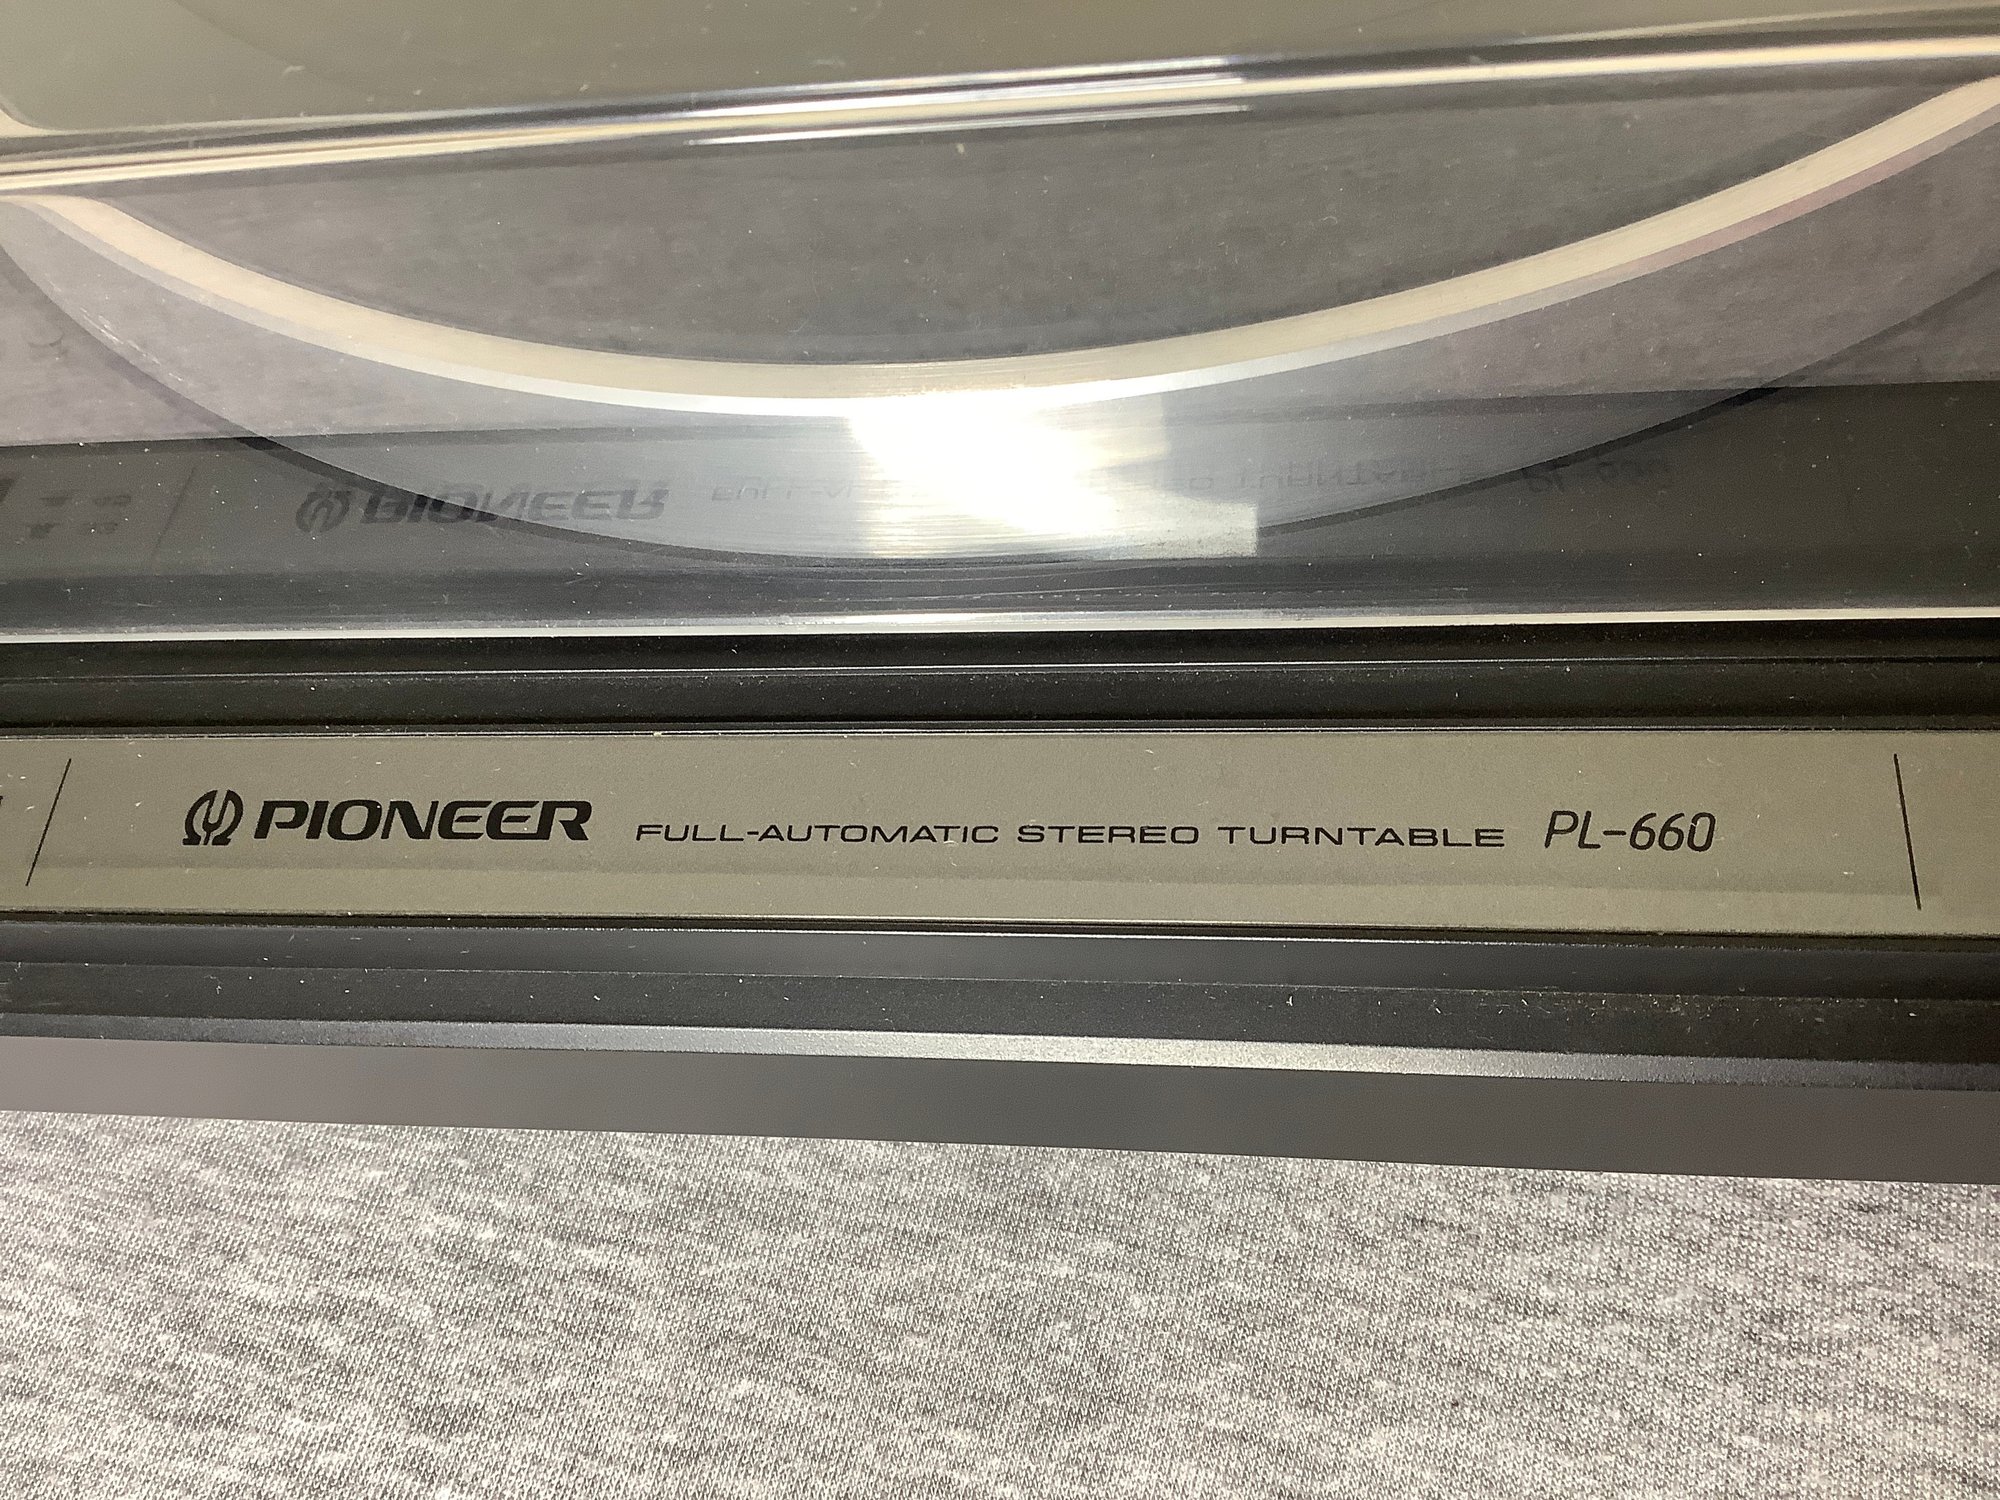 PIONEER FULL-AUTOMATIC STEREO TURNTABLE PL-660